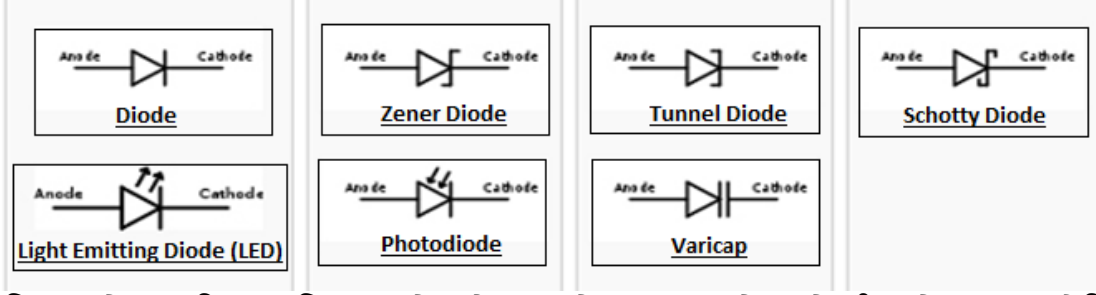 Anode Cathode
Diode
Anode Cathode
Zener Diode
Anode Cathode
Tunnel Diode
Anode Cathode
Schotty Diode
Anode Cathode
Light Emitting Diode (LED)
Anode Cathode
Photodiode
Anode Cathode
Varicap